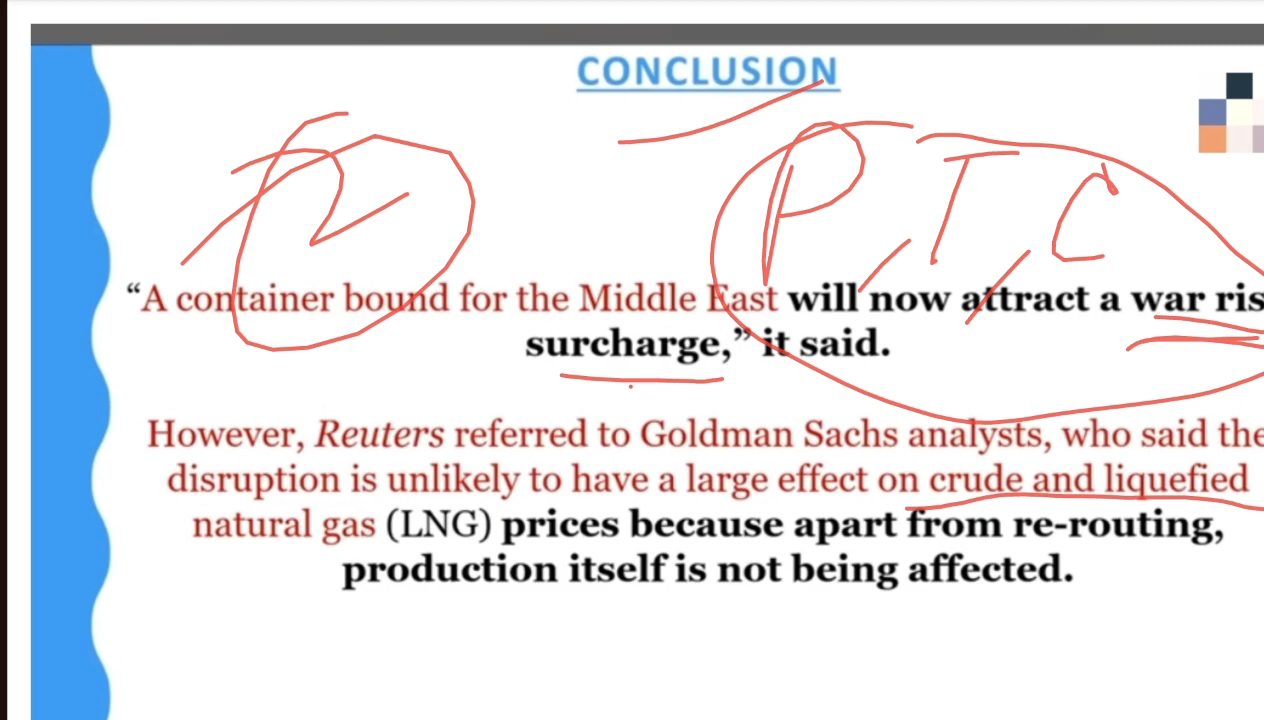 CONCLUSION
P, T, C
“A container bound for the Middle East will now attract a war ris
surcharge,” it said.
However, Reuters referred to Goldman Sachs analysts, who said the
disruption is unlikely to have a large effect on crude and liquefied
natural gas (LNG) prices because apart from re-routing,
production itself is not being affected.